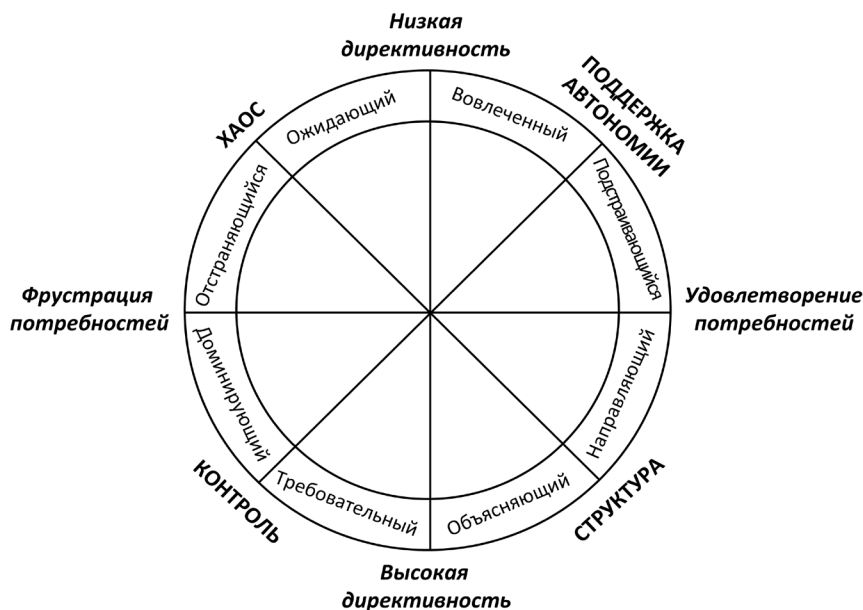 Низкая
директивность
ПОДДЕРЖКА
АВТОНОМИИ
ХАОС
Ожидающий
Вовлеченный
Отстраняющийся
Подстраивающийся
Фрустрация
потребностей
Удовлетворение
потребностей
Доминирующий
Направляющий
КОНТРОЛЬ
Требовательный
Объясняющий
СТРУКТУРА
Высокая
директивность